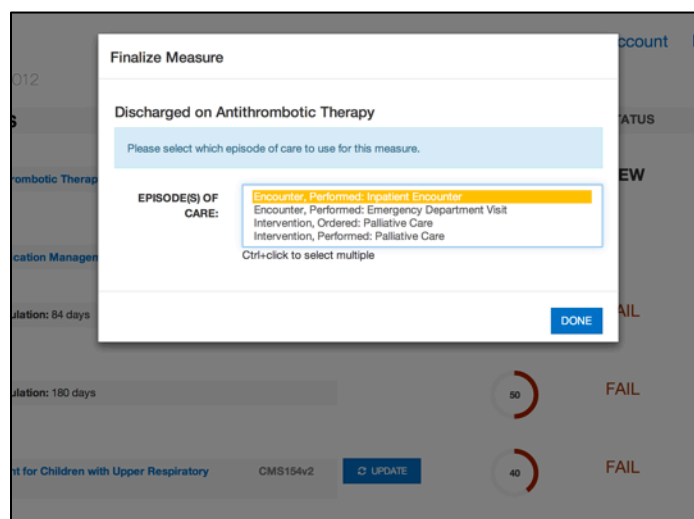 ccount
Finalize Measure
012
Discharged on Antithrombotic Therapy
TATUS
Please select which episode of care to use for this measure.
rombotic Therap
EW
EPISODE(S) OF
CARE:
Encounter, Performed: Inpatient Encounter
Encounter, Performed: Emergency Department Visit
Intervention, Ordered: Palliative Care
Intervention, Performed: Palliative Care
Ctrl+click to select multiple
ication Managen
ulation: 84 days
AIL
DONE
ulation: 180 days
50
FAIL
nt for Children with Upper Respiratory
CMS154v2
UPDATE
40
FAIL